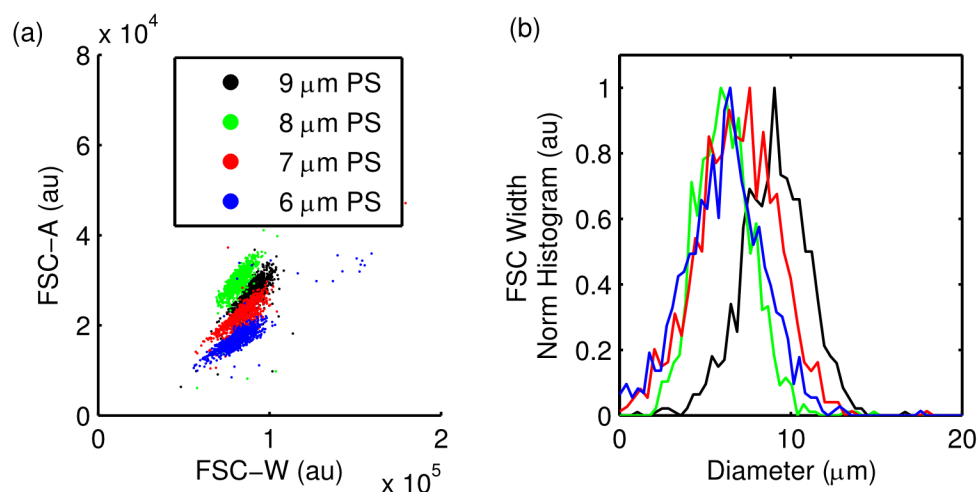 (a)
x 10^4
8
6
4
2
0
FSC-A (au)
9 μm PS
8 μm PS
7 μm PS
6 μm PS
0
1
2
FSC-W (au)
x 10^5
(b)
1
0.8
0.6
0.4
0.2
0
FSC Width
Norm Histogram (au)
0
10
20
Diameter (μm)